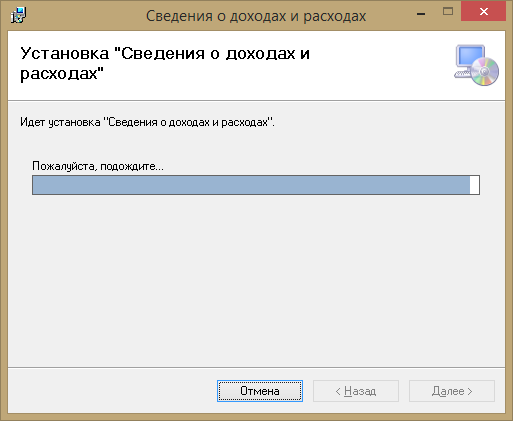 Сведения о доходах и расходах
Установка "Сведения о доходах и
расходах"
Идет установка "Сведения о доходах и расходах".
Пожалуйста, подождите...
Отмена
< Назад
Далее >